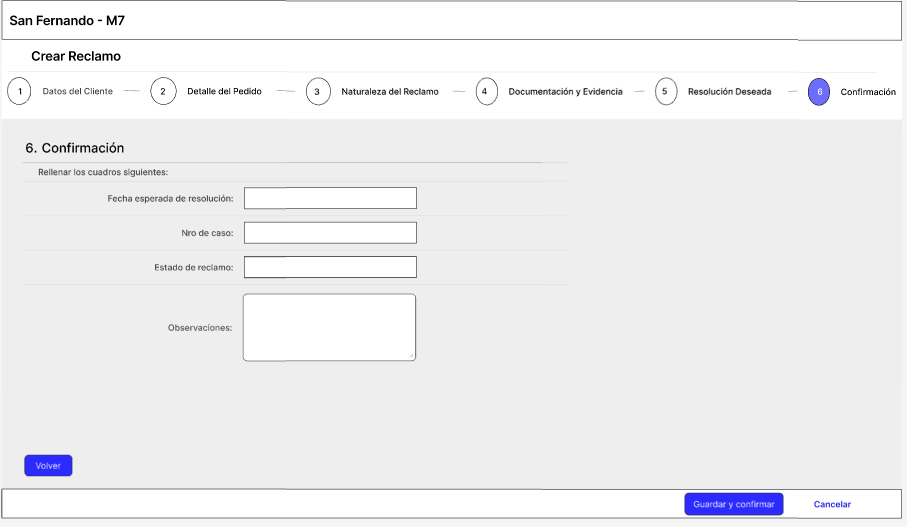 San Fernando - M7
Crear Reclamo
1 Datos del Cliente 2 Detalle del Pedido 3 Naturaleza del Reclamo 4 Documentación y Evidencia 5 Resolución Deseada 6 Confirmación
6. Confirmación
Rellenar los cuadros siguientes:
Fecha esperada de resolución:
Nro de caso:
Estado de reclamo:
Observaciones:
Volver
Guardar y confirmar Cancelar